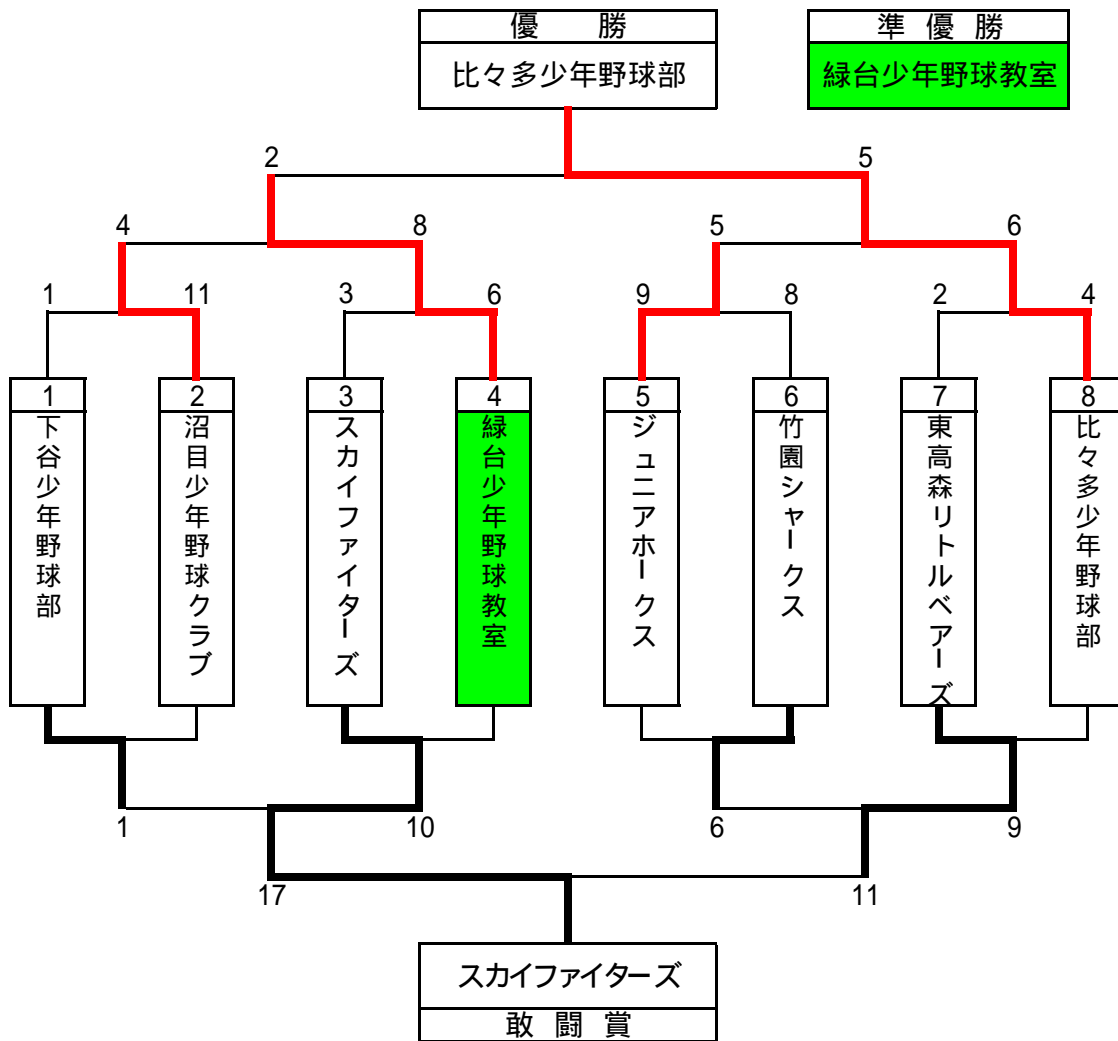 優 勝
比々多少年野球部
準 優 勝
緑台少年野球教室
2
5
4
8
5
6
1
11
3
6
9
8
2
4
1
2
3
4
5
6
7
8
下谷少年野球部
沼目少年野球クラブ
スカイファイターズ
緑台少年野球教室
ジュニアホークス
竹園シャークス
東高森リトルベアーズ
比々多少年野球部
1
10
6
9
17
11
スカイファイターズ
敢 闘 賞